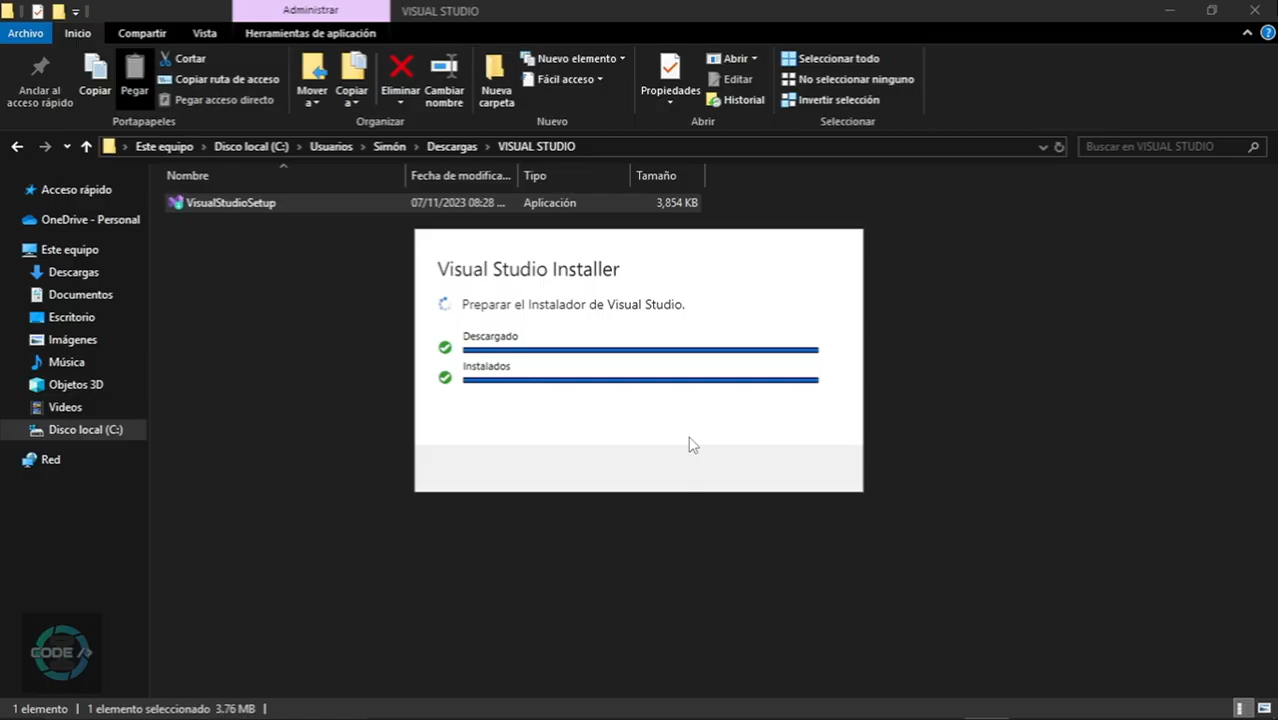 Administrar
VISUAL STUDIO
Archivo
Inicio
Compartir
Vista
Herramientas de aplicación
Anclar al
acceso rápido
Copiar
Pegar
Cortar
Copiar ruta de acceso
Pegar acceso directo
Portapapeles
Mover
a
Copiar
a
Eliminar
Cambiar
nombre
Organizar
Nueva
carpeta
Nuevo elemento
Fácil acceso
Nuevo
Propiedades
Abrir
Editar
Historial
Abrir
Seleccionar todo
No seleccionar ninguno
Invertir selección
Seleccionar
Este equipo > Disco local (C:) > Usuarios > Simón > Descargas > VISUAL STUDIO
Buscar en VISUAL STUDIO
Nombre
Fecha de modifica...
Tipo
Tamaño
VisualStudioSetup
07/11/2023 08:28 ...
Aplicación
3,854 KB
Acceso rápido
OneDrive - Personal
Este equipo
Descargas
Documentos
Escritorio
Imágenes
Música
Objetos 3D
Videos
Disco local (C:)
Red
Visual Studio Installer
Preparar el Instalador de Visual Studio.
Descargado
Instalados
CODE />
1 elemento
1 elemento seleccionado 3.76 MB